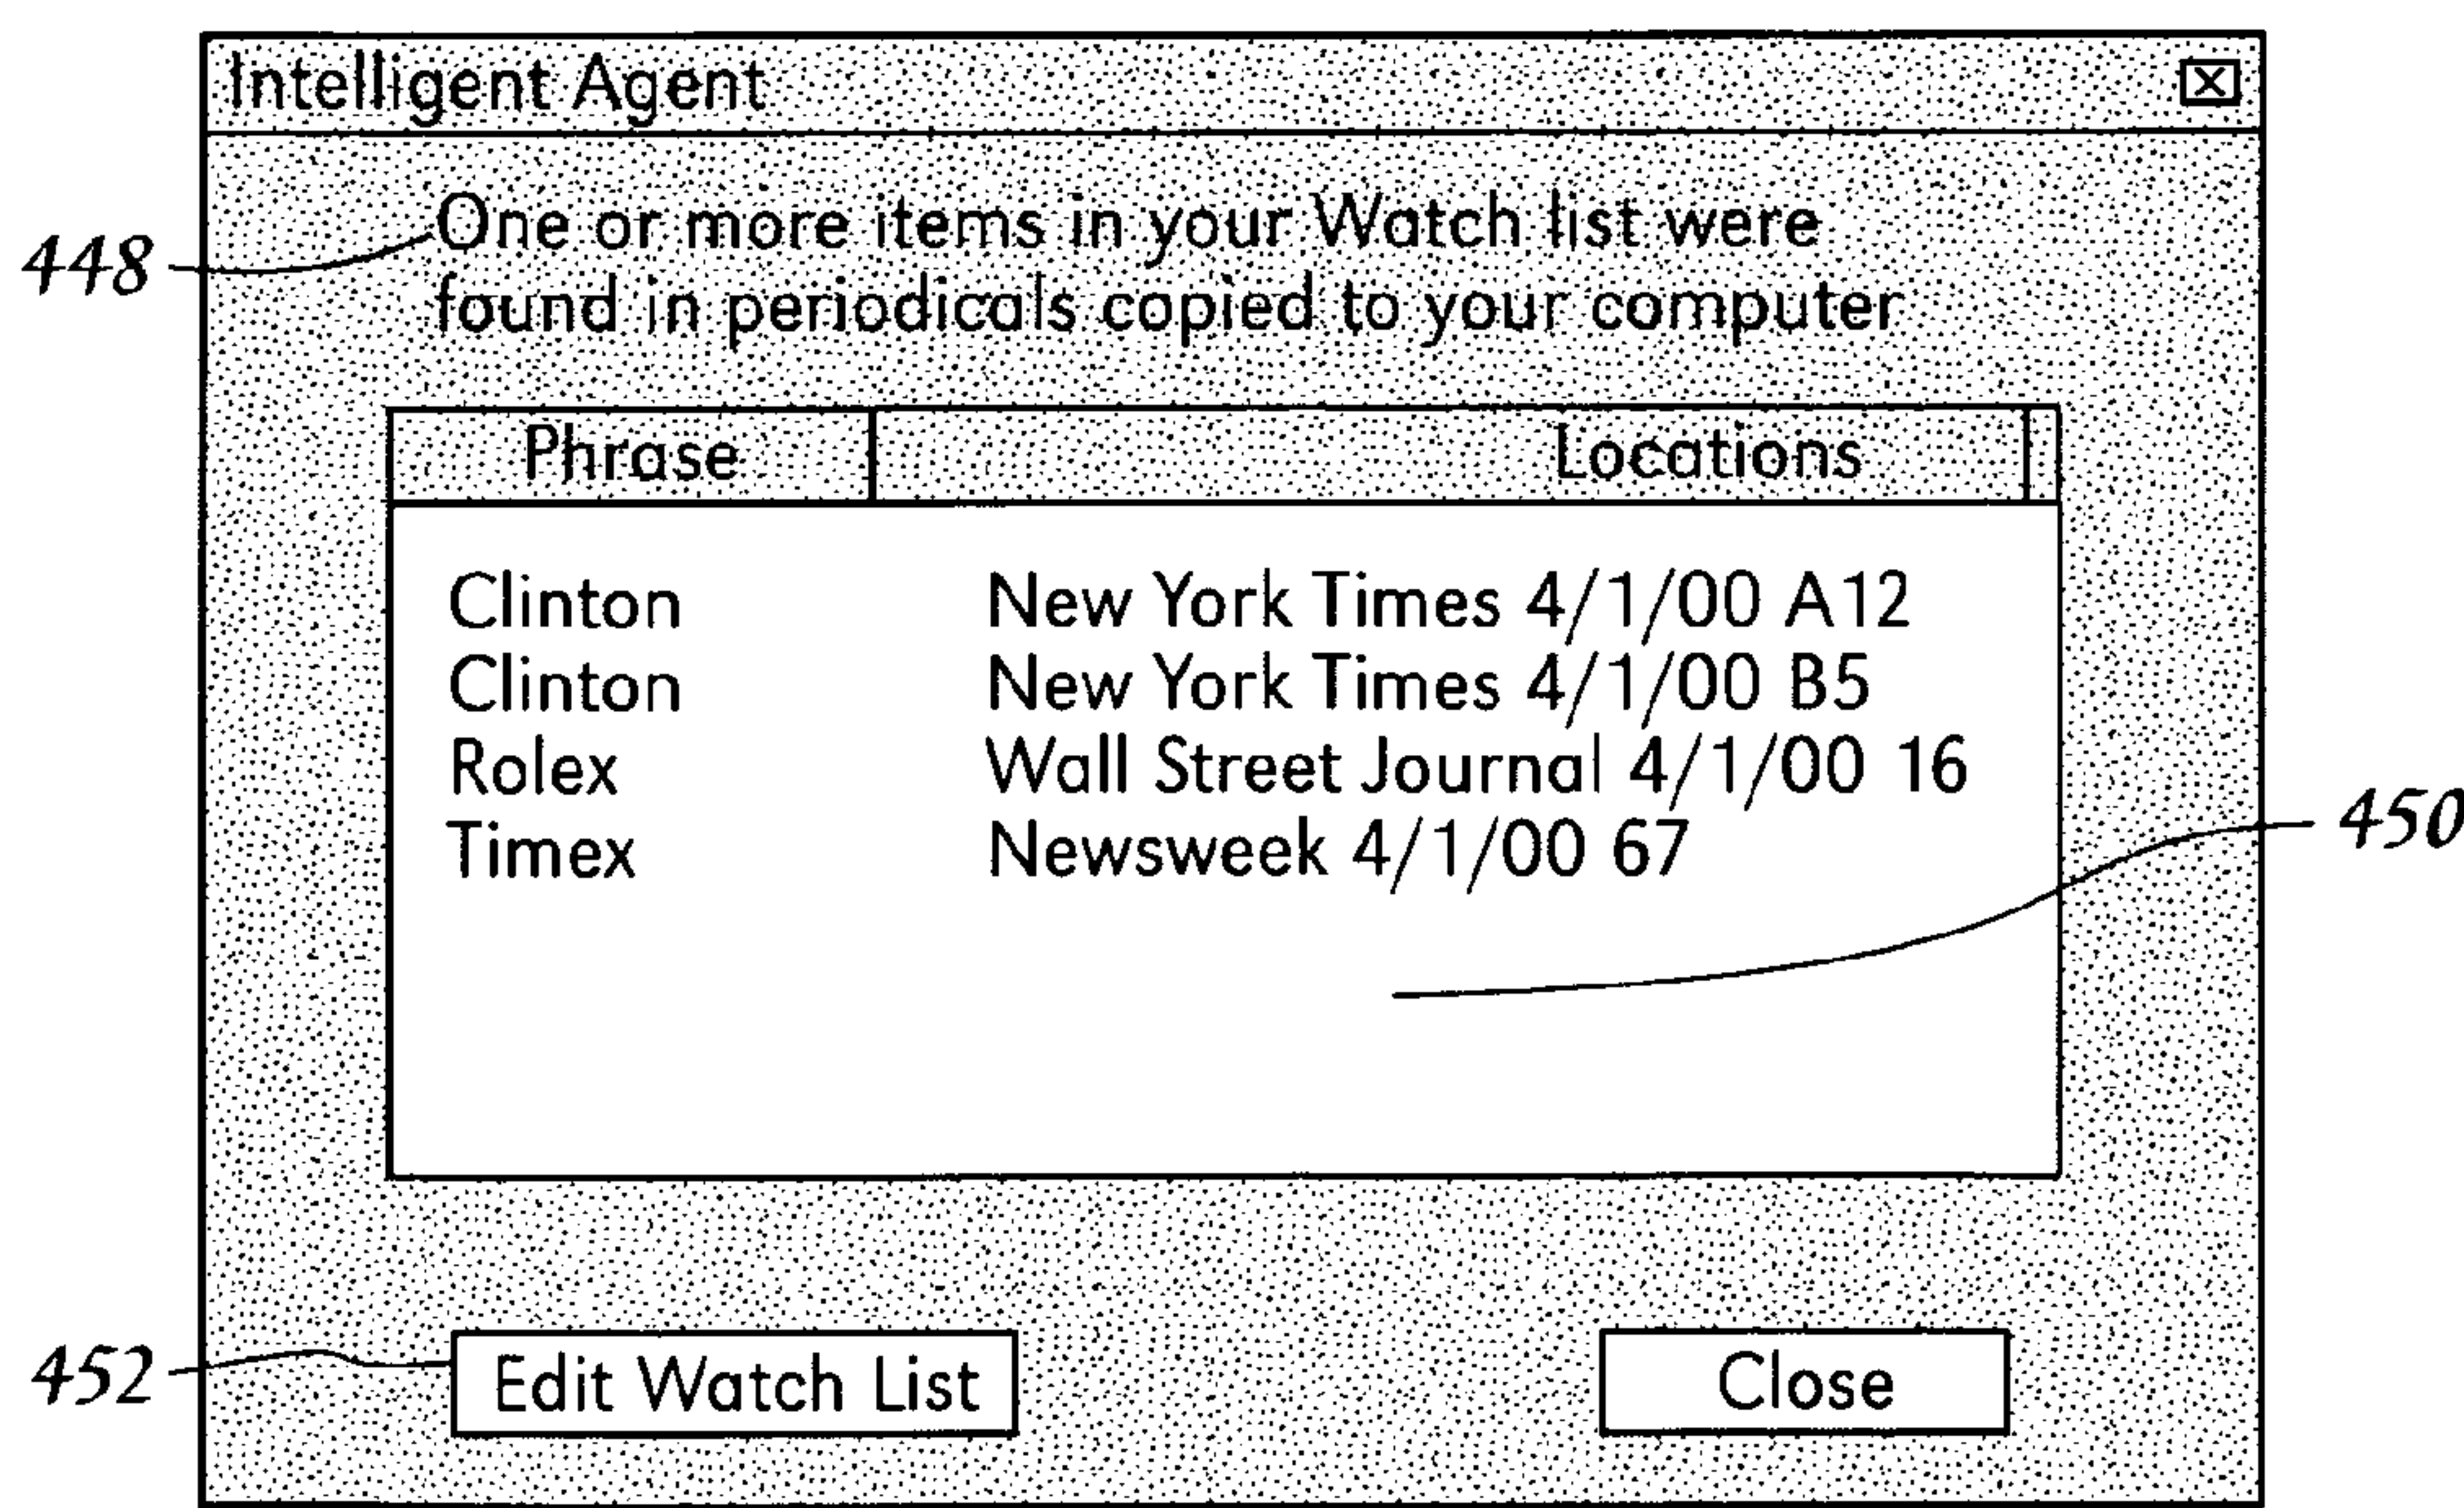 Intelligent Agent
448
One or more items in your Watch list were
found in periodicals copied to your computer
Phrase Locations
Clinton New York Times 4/1/00 A12
Clinton New York Times 4/1/00 B5
Rolex Wall Street Journal 4/1/00 16
Timex Newsweek 4/1/00 67
450
452
Edit Watch List Close